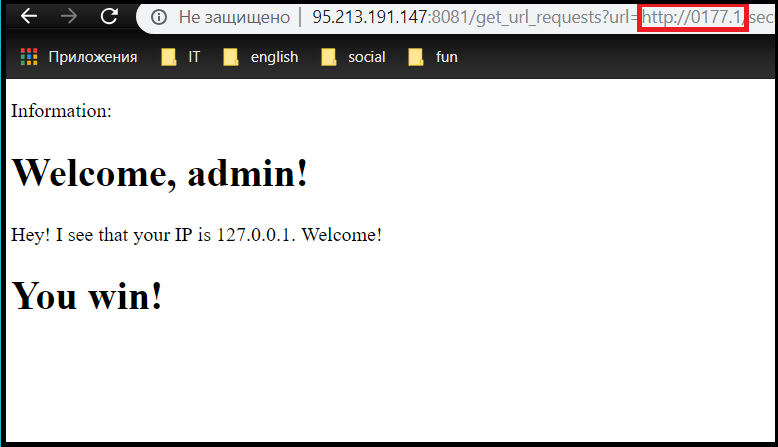 Не защищено | 95.213.191.147:8081/get_url_requests?url=http://0177.1/sec
Приложения IT english social fun
Information:
Welcome, admin!
Hey! I see that your IP is 127.0.0.1. Welcome!
You win!